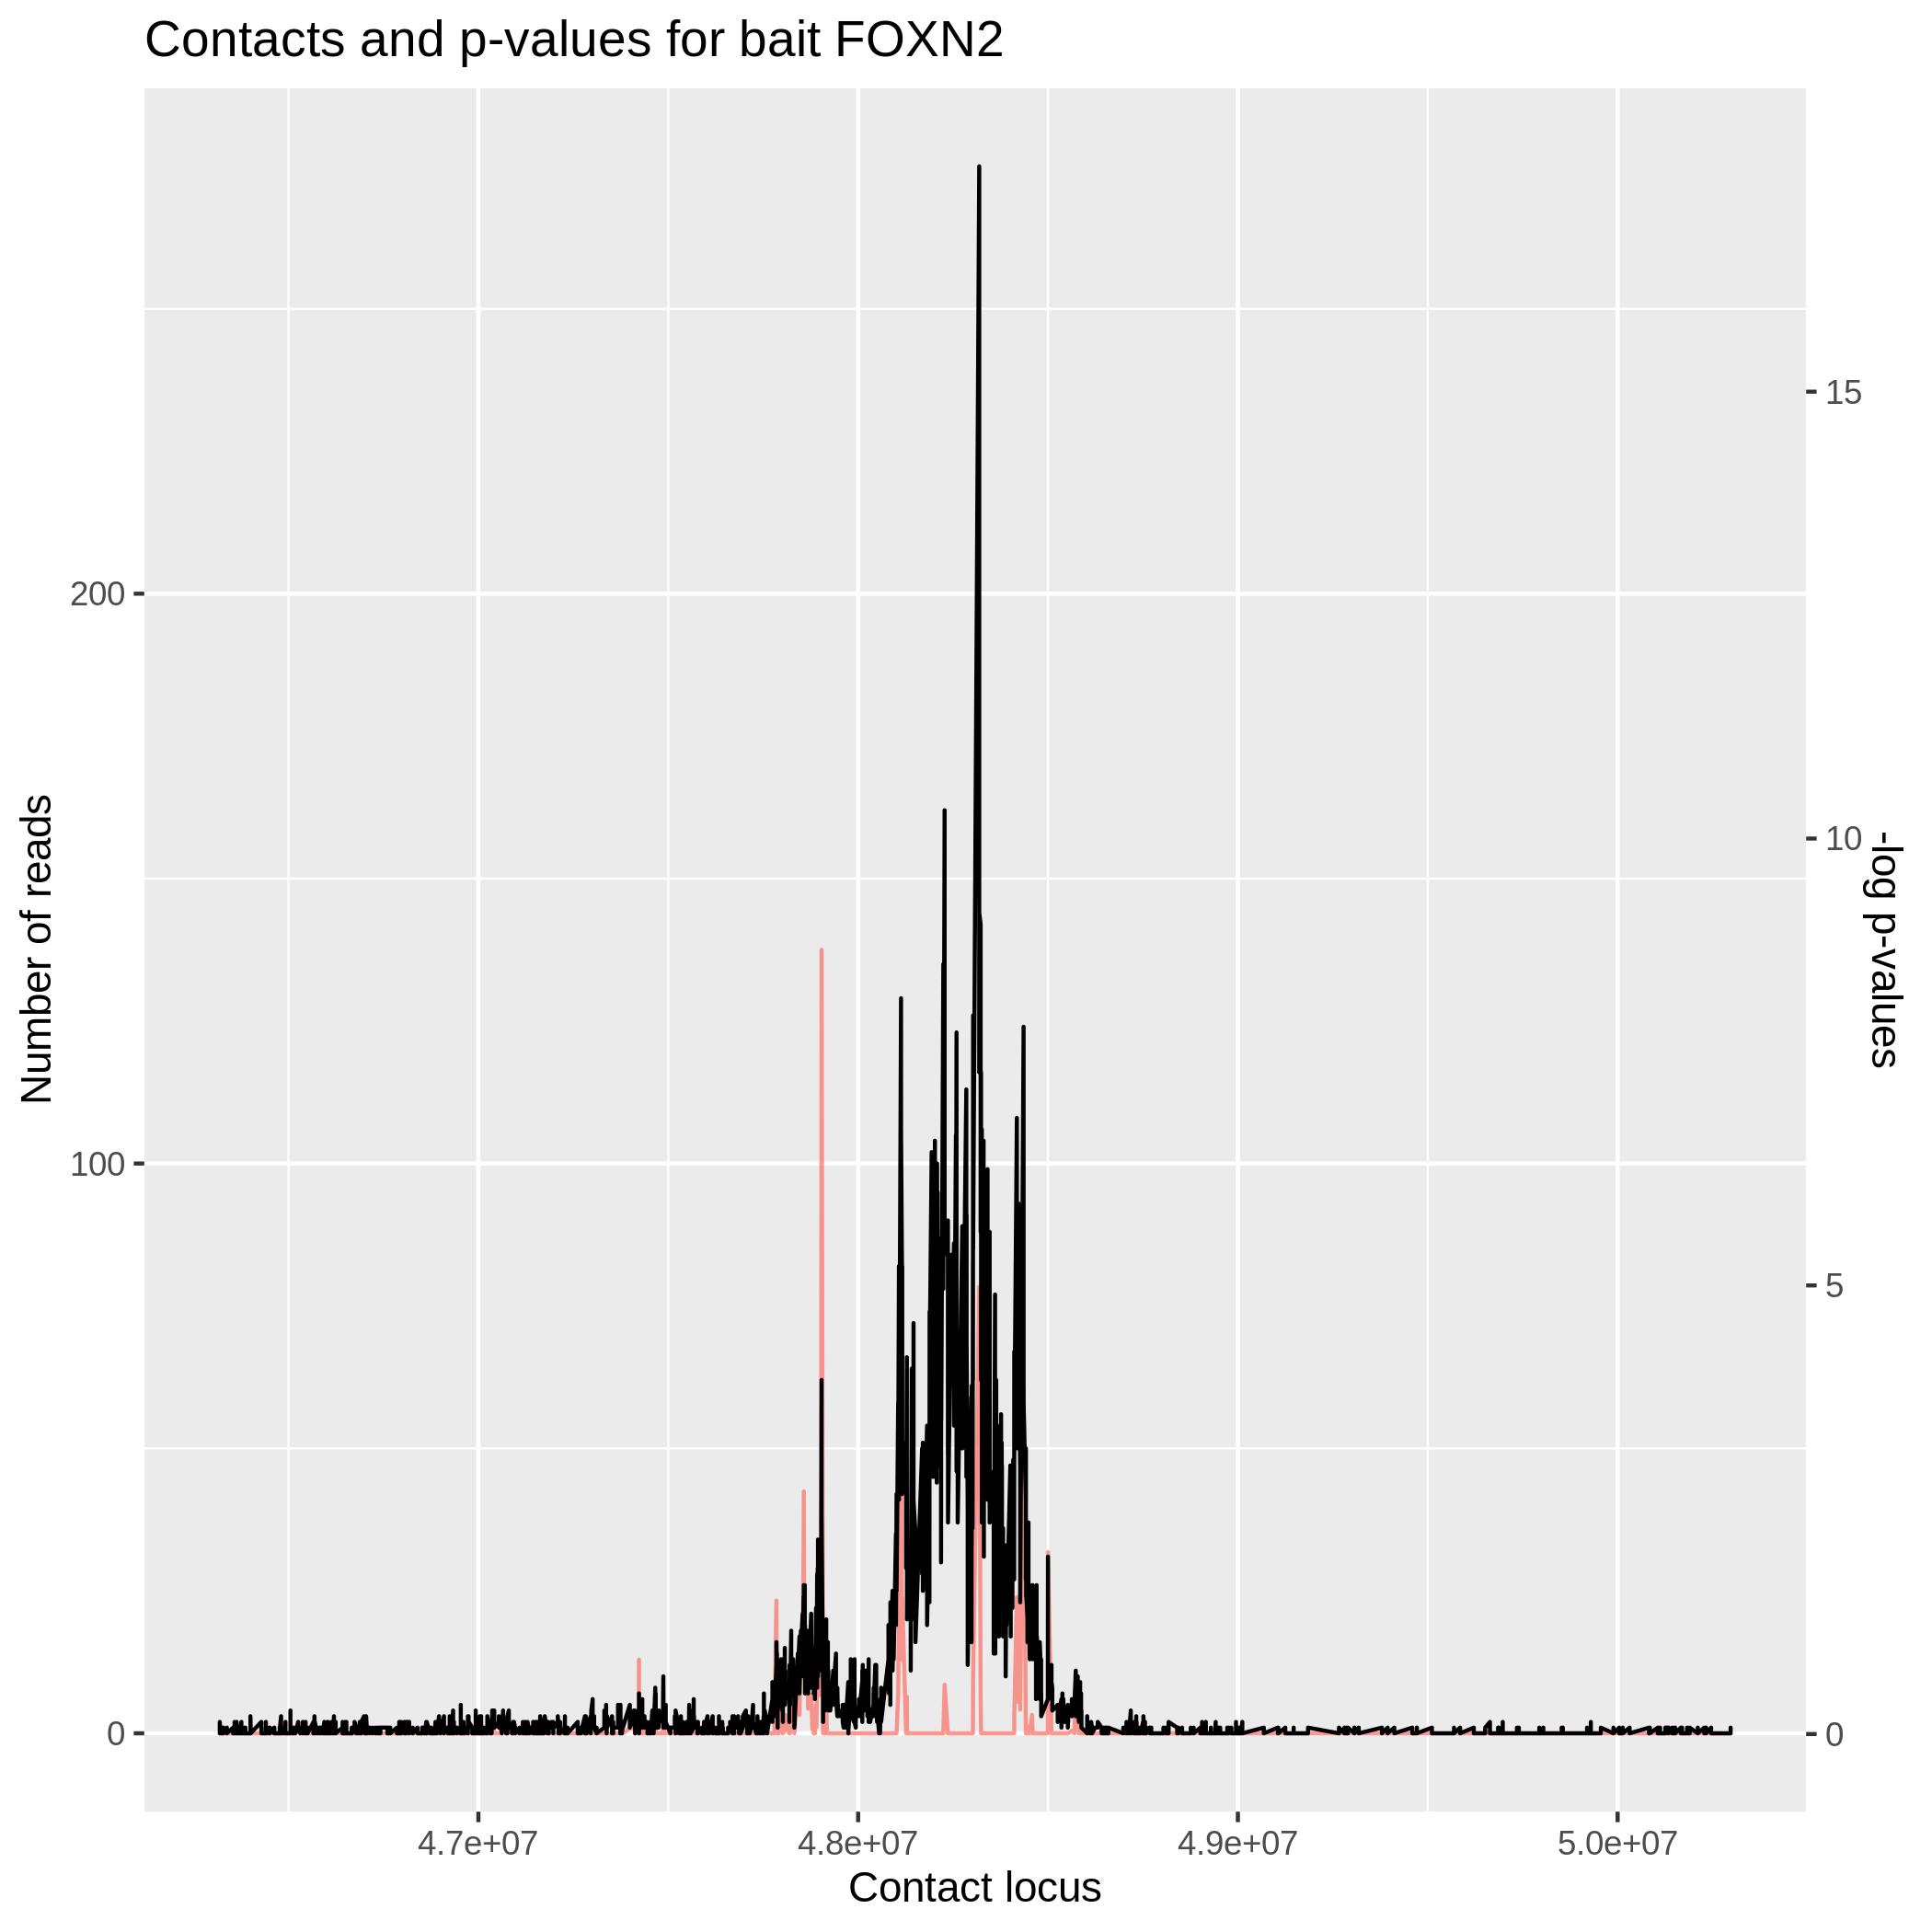 Contacts and p-values for bait FOXN2
Number of reads
200
100
0
15
10
5
0
-log p-values
4.7e+07 4.8e+07 4.9e+07 5.0e+07
Contact locus